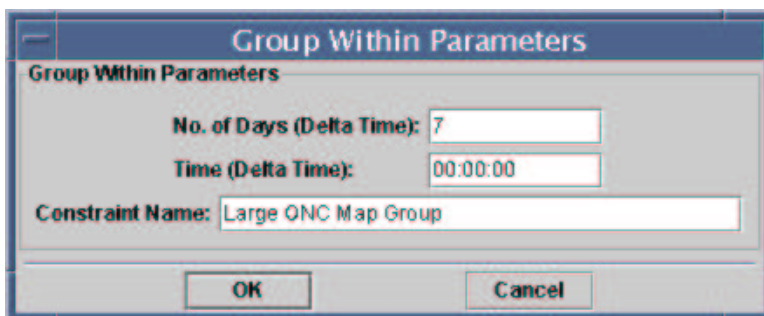 Group Within Parameters
Group Within Parameters
No. of Days (Delta Time): 7
Time (Delta Time): 00:00:00
Constraint Name: Large ONC Map Group
OK Cancel